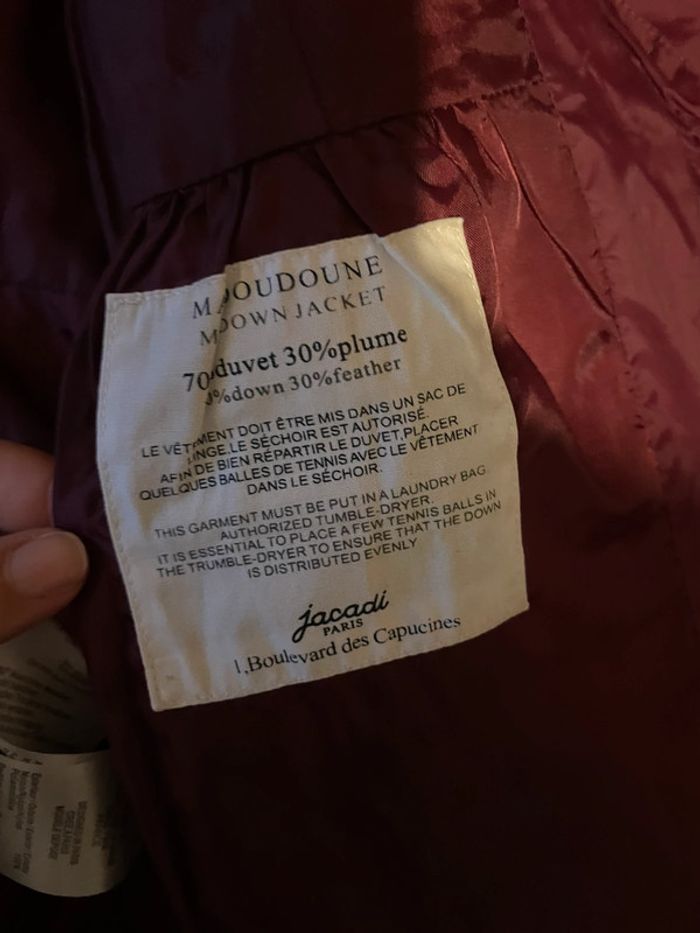 M DOUDOUNE
M DOWN JACKET
70 duvet 30%plume
%down 30%feather
LE VÊTEMENT DOIT ÊTRE MIS DANS UN SAC DE
LINGE.LE SÉCHOIR EST AUTORISÉ.
AFIN DE BIEN RÉPARTIR LE DUVET,PLACER
QUELQUES BALLES DE TENNIS AVEC LE VÊTEMENT
DANS LE SÉCHOIR.
THIS GARMENT MUST BE PUT IN A LAUNDRY BAG.
AUTHORIZED TUMBLE-DRYER.
IT IS ESSENTIAL TO PLACE A FEW TENNIS BALLS IN
THE TRUMBLE-DRYER TO ENSURE THAT THE DOWN
IS DISTRIBUTED EVENLY
jacadi
PARIS
1,Boulevard des Capucines